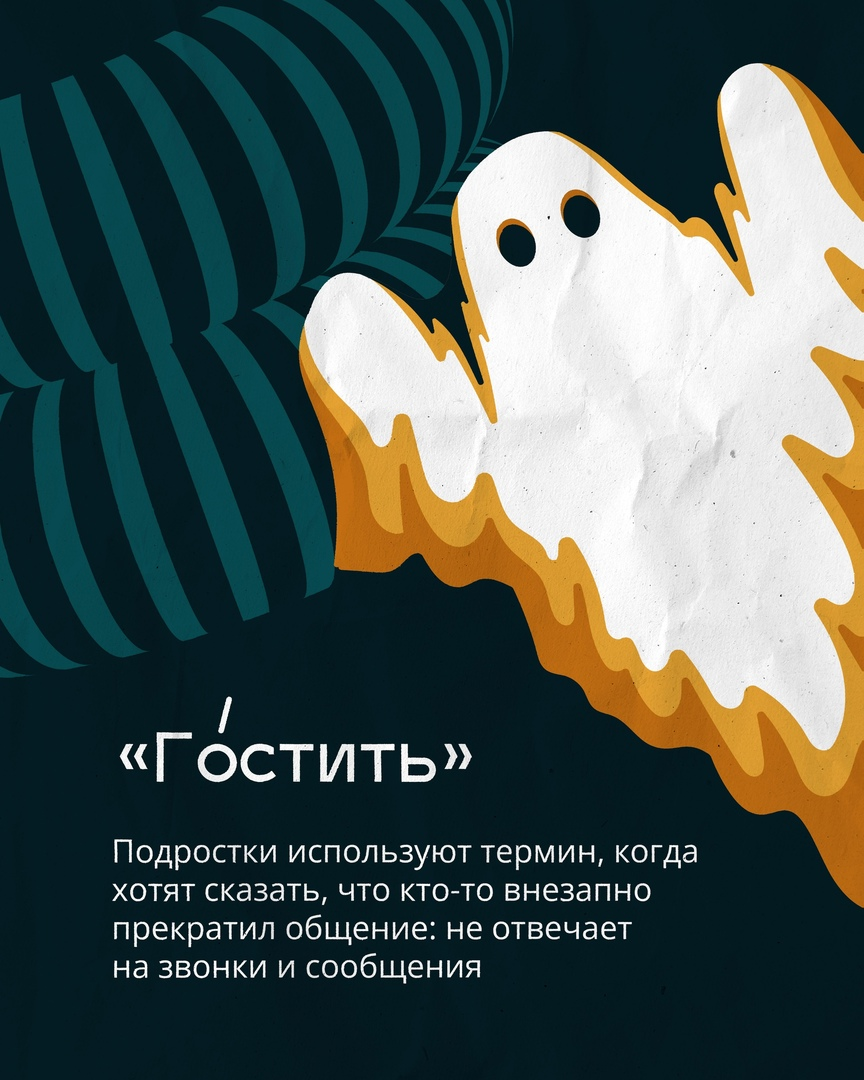 «Го́стить»
Подростки используют термин, когда
хотят сказать, что кто-то внезапно
прекратил общение: не отвечает
на звонки и сообщения